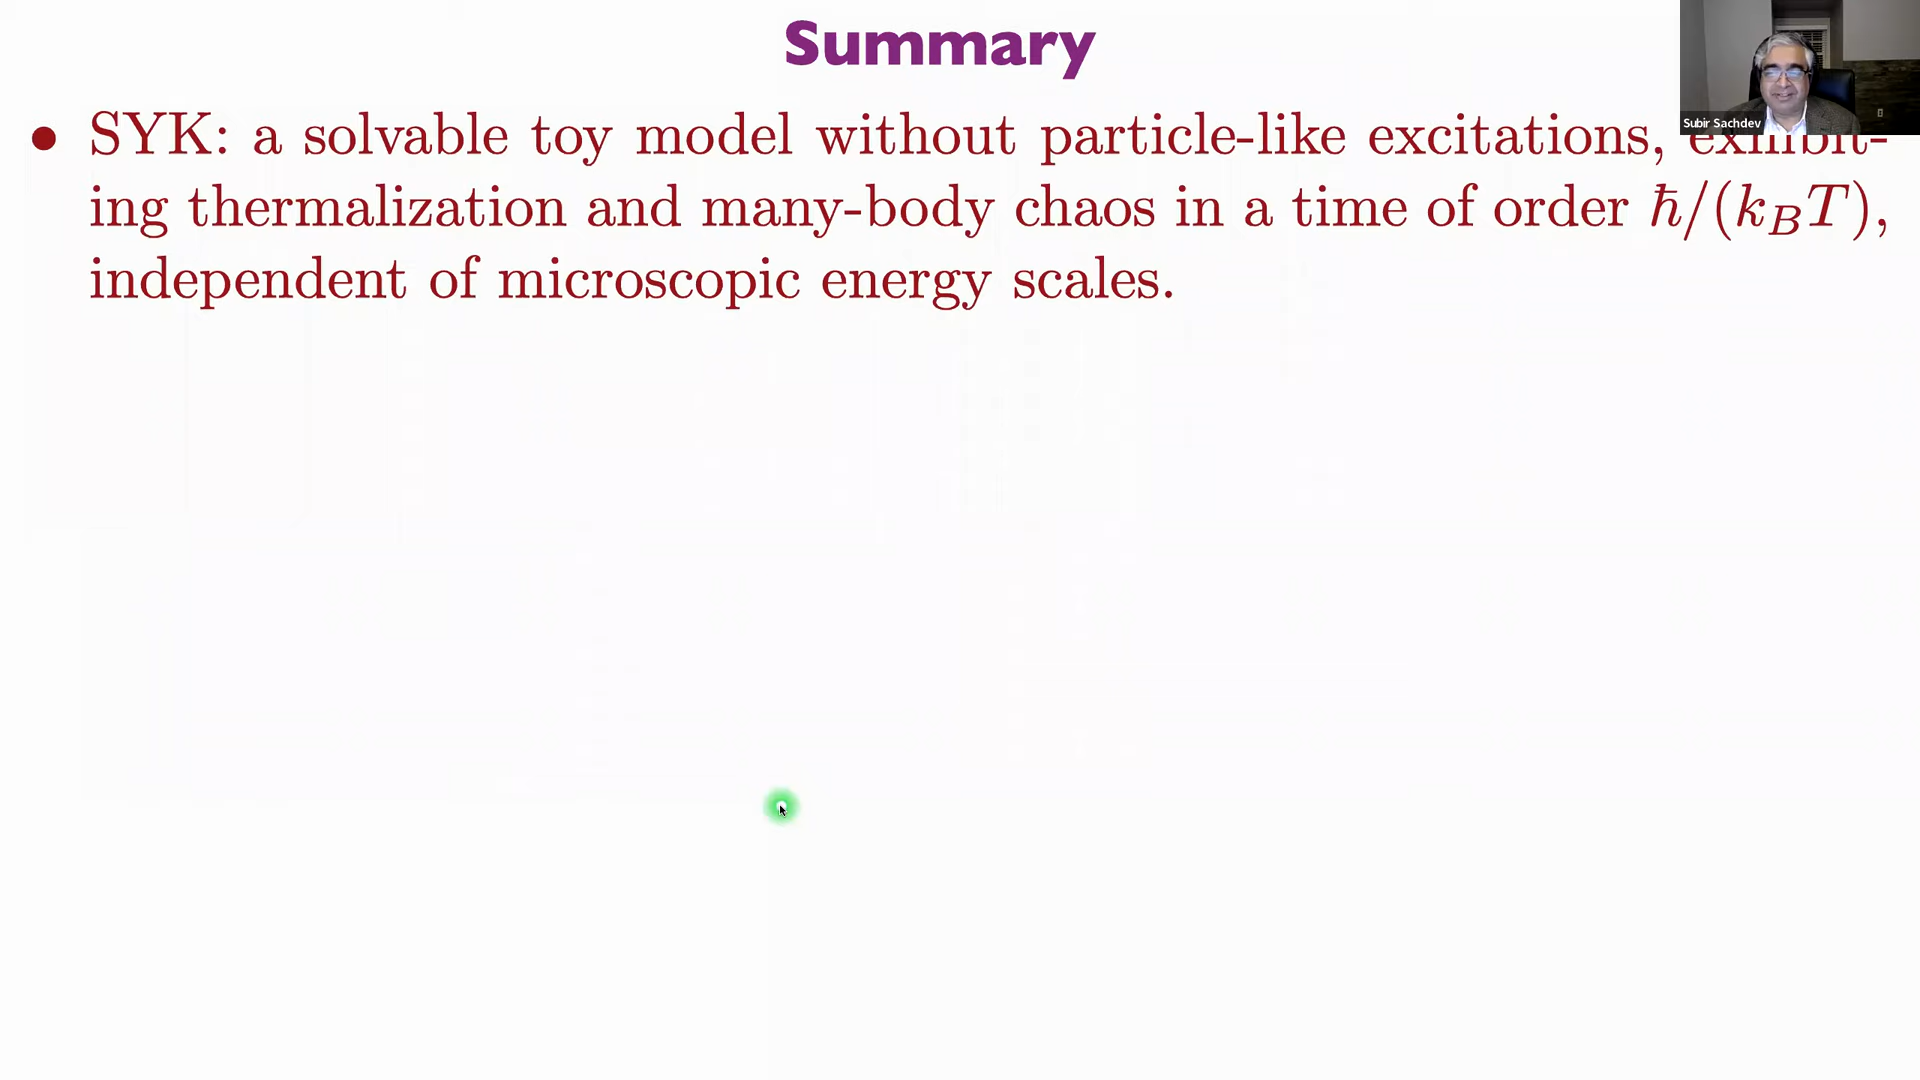 Summary
Subir Sachdev
• SYK: a solvable toy model without particle-like excitations, exhibit-
ing thermalization and many-body chaos in a time of order ħ/(k_BT),
independent of microscopic energy scales.